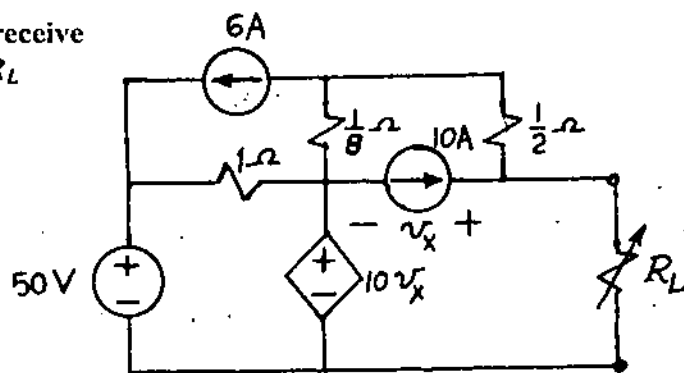 receive
R_L
6A
1/8 Ω
10A
1/2 Ω
1Ω
- v_x +
50V
+
-
+
-
10v_x
R_L